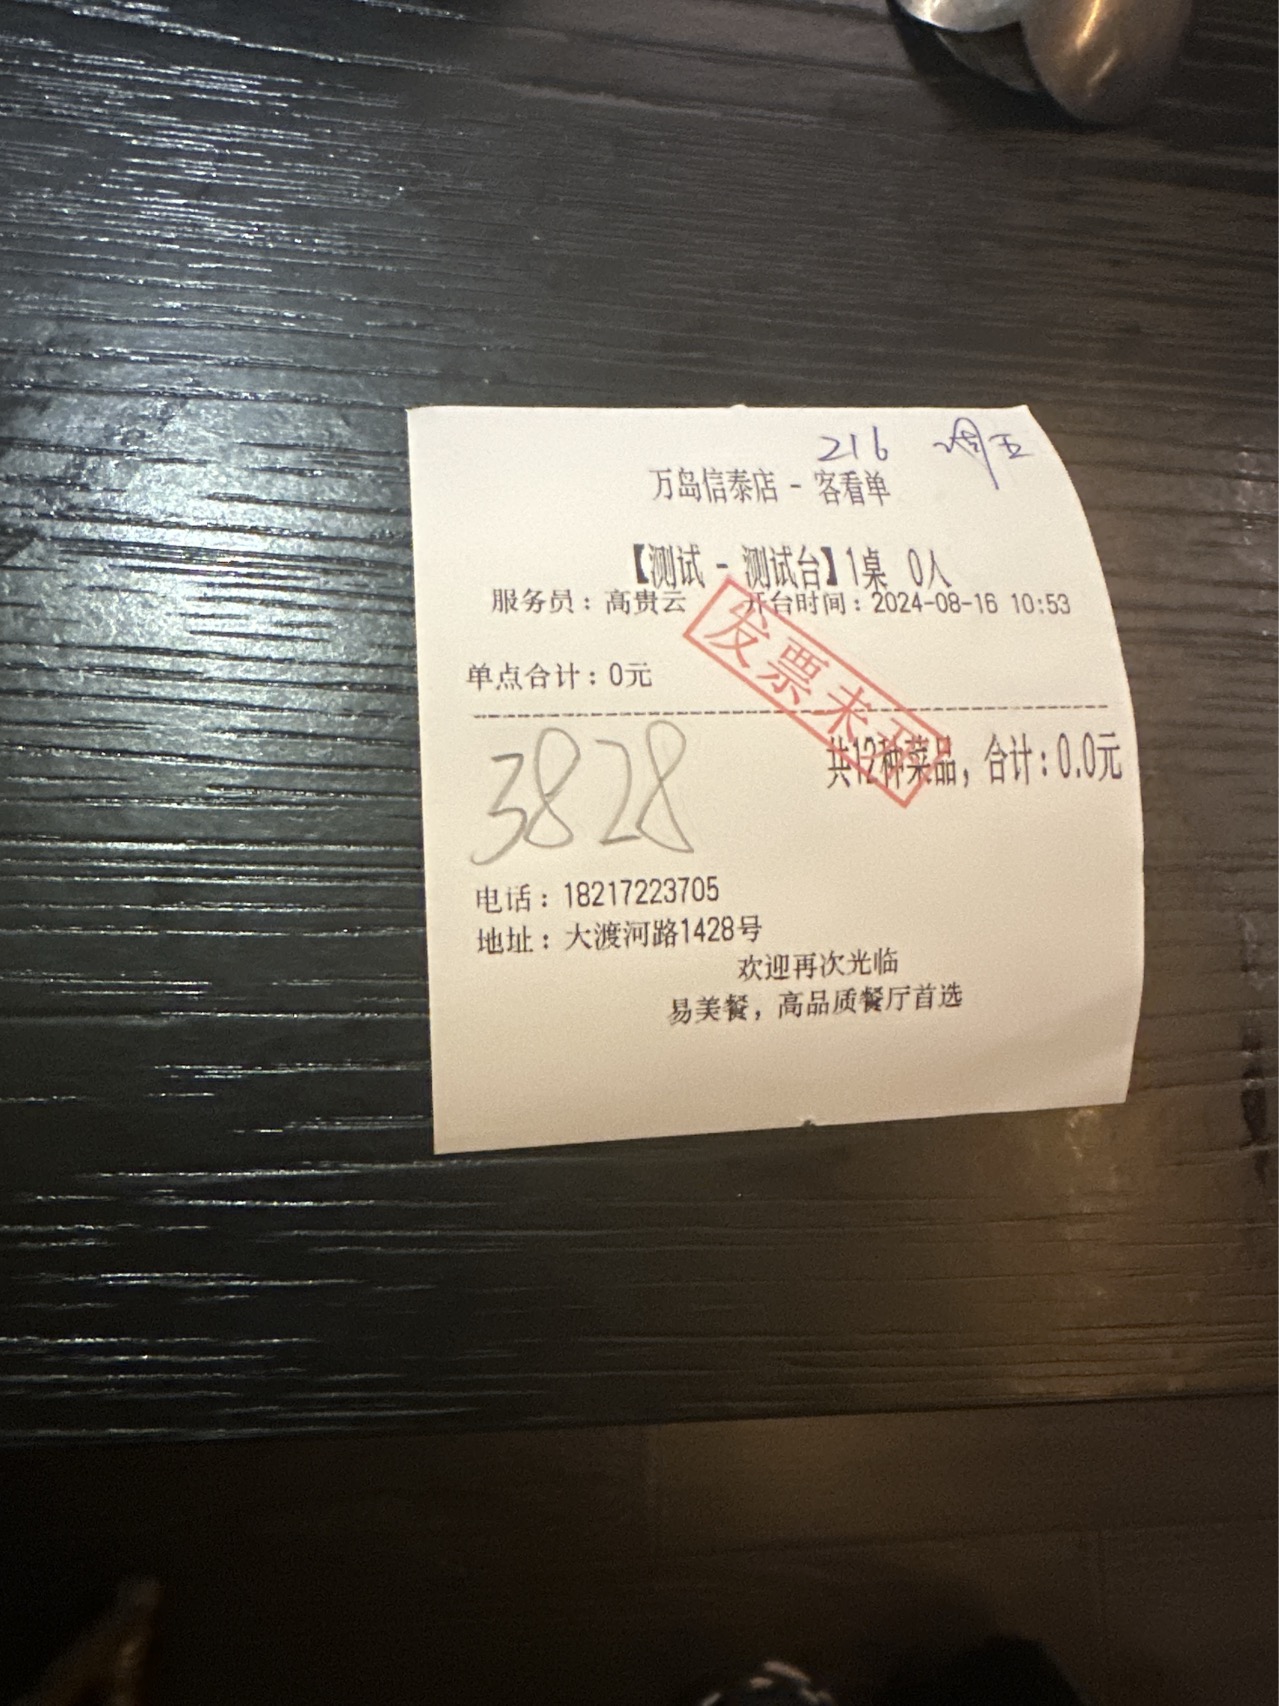 216
万岛信泰店 - 客看单
【测试 - 测试台】1桌 0人
服务员：高贵云 开台时间：2024-08-16 10:53
发票未开
单点合计：0元
共12种菜品，合计：0.0元
3828
电话：18217223705
地址：大渡河路1428号
欢迎再次光临
易美餐，高品质餐厅首选